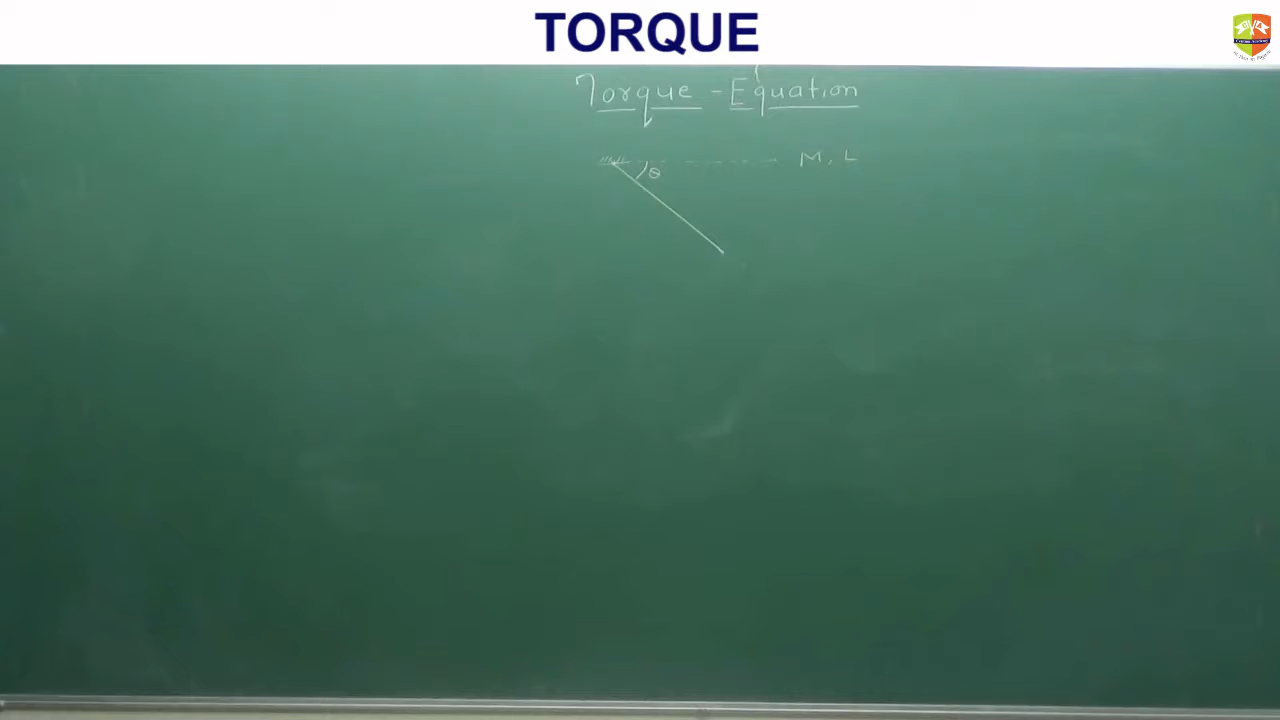 TORQUE
Torque - Equation
θ
M, L